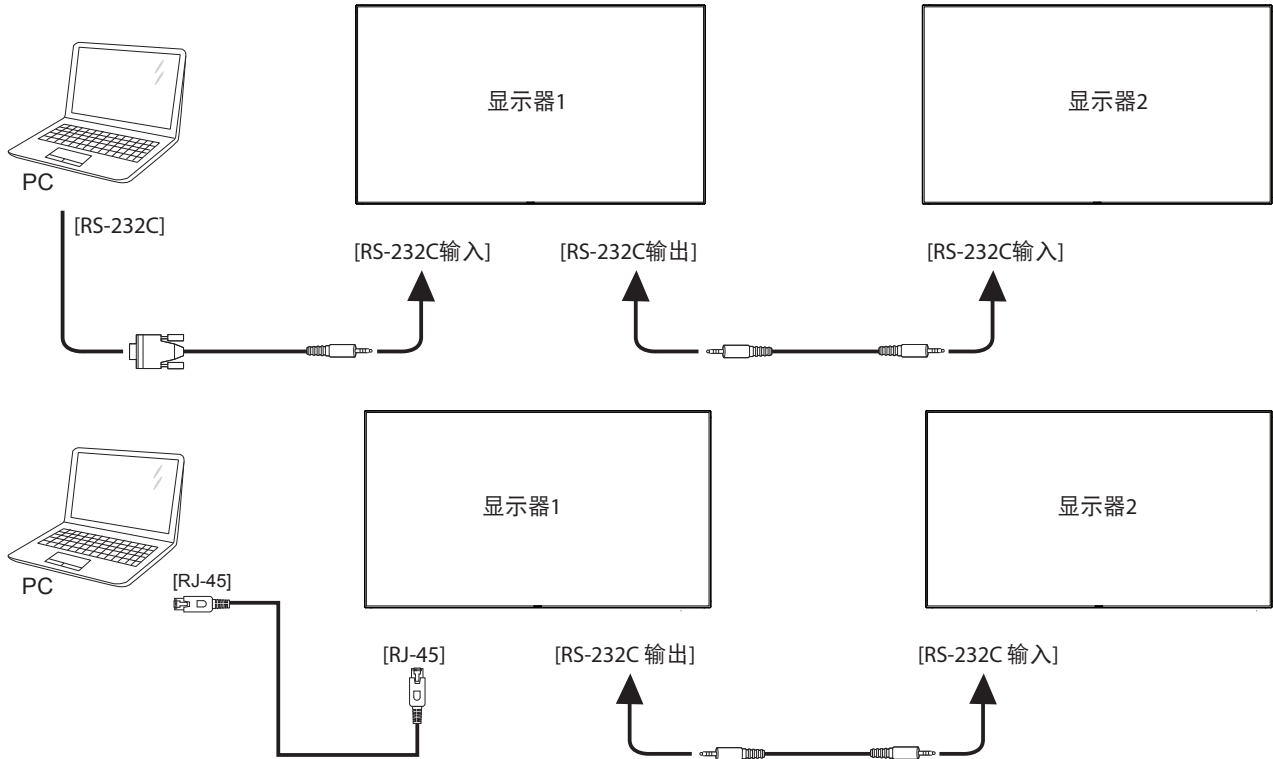 显示器1
显示器2
PC
[RS-232C]
[RS-232C输入]
[RS-232C输出]
[RS-232C输入]
显示器1
显示器2
PC
[RJ-45]
[RJ-45]
[RS-232C 输出]
[RS-232C 输入]